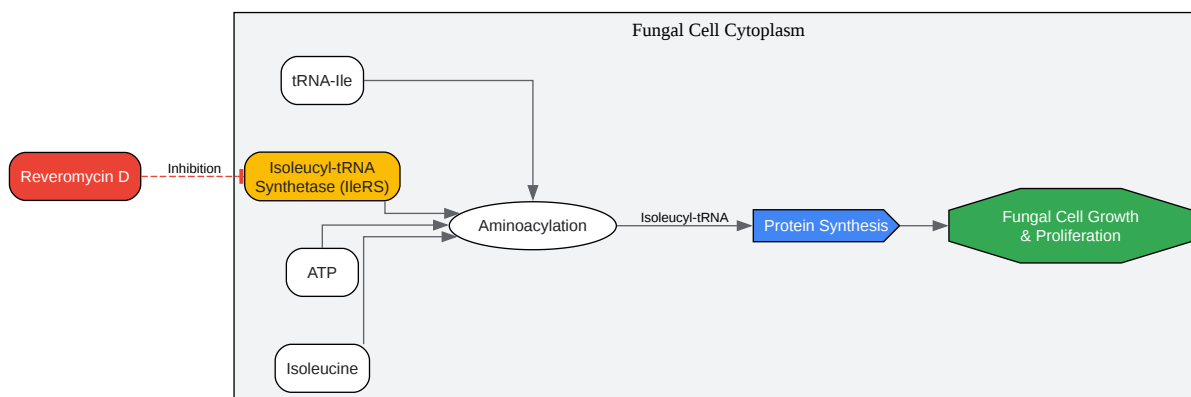 Fungal Cell Cytoplasm
tRNA-Ile
Reveromycin D
Inhibition
Isoleucyl-tRNA
Synthetase (IleRS)
Aminoacylation
Isoleucyl-tRNA
Protein Synthesis
Fungal Cell Growth
& Proliferation
ATP
Isoleucine